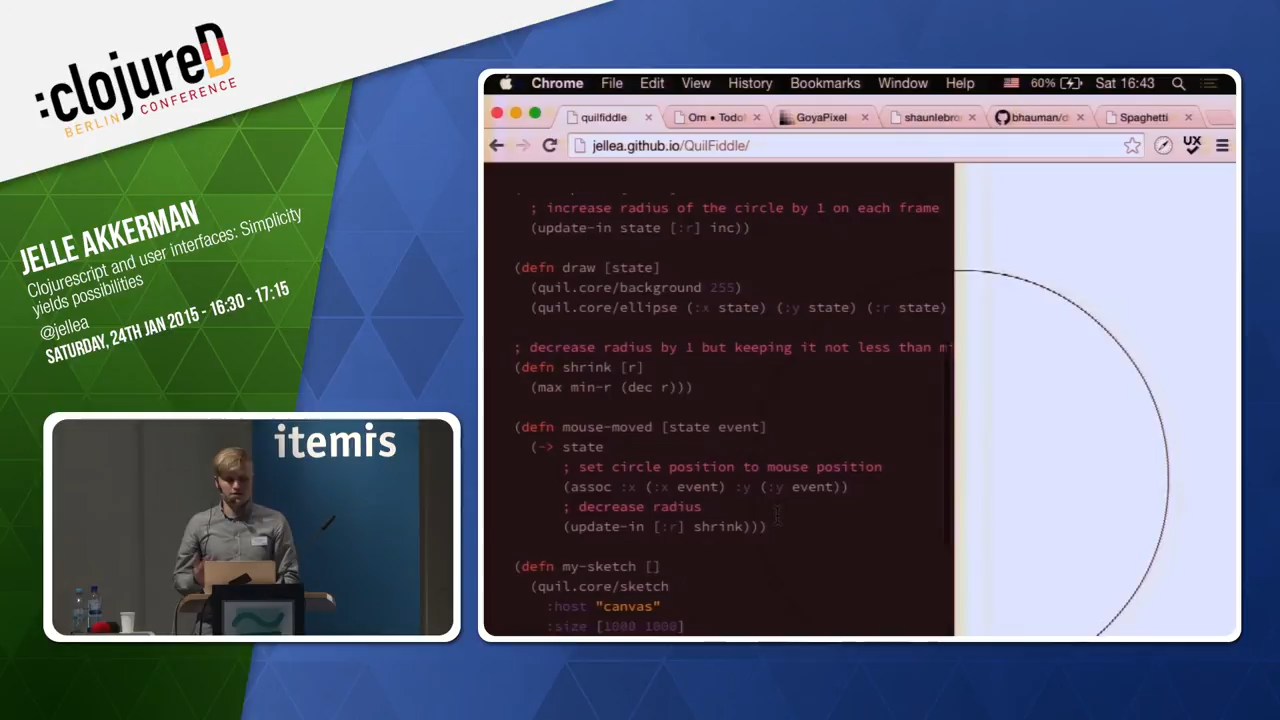 :clojureD
BERLIN CONFERENCE
JELLE AKKERMAN
Clojurescript and user interfaces: Simplicity
yields possibilities
@jellea
SATURDAY, 24TH JAN 2015 - 16:30 - 17:15
itemis
Chrome File Edit View History Bookmarks Window Help 60% Sat 16:43
quilfiddle Om • Todo GoyaPixel shaunlebro bhauman/d Spaghetti
jellea.github.io/QuilFiddle/ UX
; increase radius of the circle by 1 on each frame
(update-in state [:r] inc))
(defn draw [state]
(quil.core/background 255)
(quil.core/ellipse (:x state) (:y state) (:r state)
; decrease radius by 1 but keeping it not less than mi
(defn shrink [r]
(max min-r (dec r)))
(defn mouse-moved [state event]
(-> state
; set circle position to mouse position
(assoc :x (:x event) :y (:y event))
; decrease radius
(update-in [:r] shrink)))
(defn my-sketch []
(quil.core/sketch
:host "canvas"
:size [1000 1000]